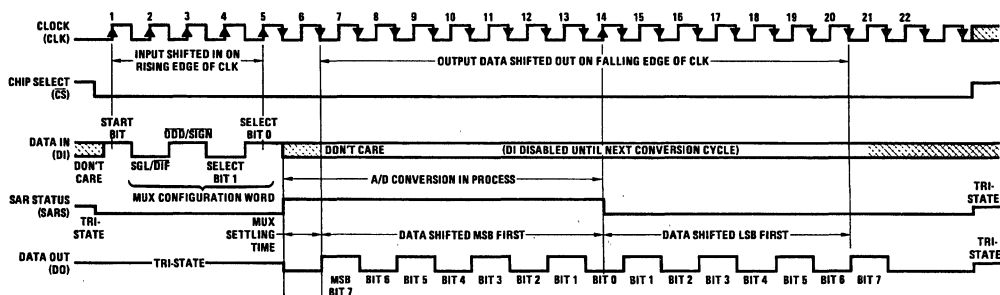 1 2 3 4 5 6 7 8 9 10 11 12 13 14 15 16 17 18 19 20 21 22
CLOCK
(CLK)
INPUT SHIFTED IN ON
RISING EDGE OF CLK
OUTPUT DATA SHIFTED OUT ON FALLING EDGE OF CLK
CHIP SELECT
(C̅S̅)
START
BIT
O̅D̅D̅/SIGN
SELECT
BIT 0
DATA IN
(DI)
DON'T CARE
(DI DISABLED UNTIL NEXT CONVERSION CYCLE)
DON'T
CARE
SGL/D̅I̅F̅
SELECT
BIT 1
MUX CONFIGURATION WORD
A/D CONVERSION IN PROCESS
SAR STATUS
(SARS)
TRI-
STATE
TRI-
STATE
MUX
SETTLING
TIME
DATA SHIFTED MSB FIRST
DATA SHIFTED LSB FIRST
DATA OUT
(DO)
TRI-STATE
TRI-
STATE
MSB
BIT 7
BIT 6 BIT 5 BIT 4 BIT 3 BIT 2 BIT 1 BIT 0 BIT 1 BIT 2 BIT 3 BIT 4 BIT 5 BIT 6 BIT 7